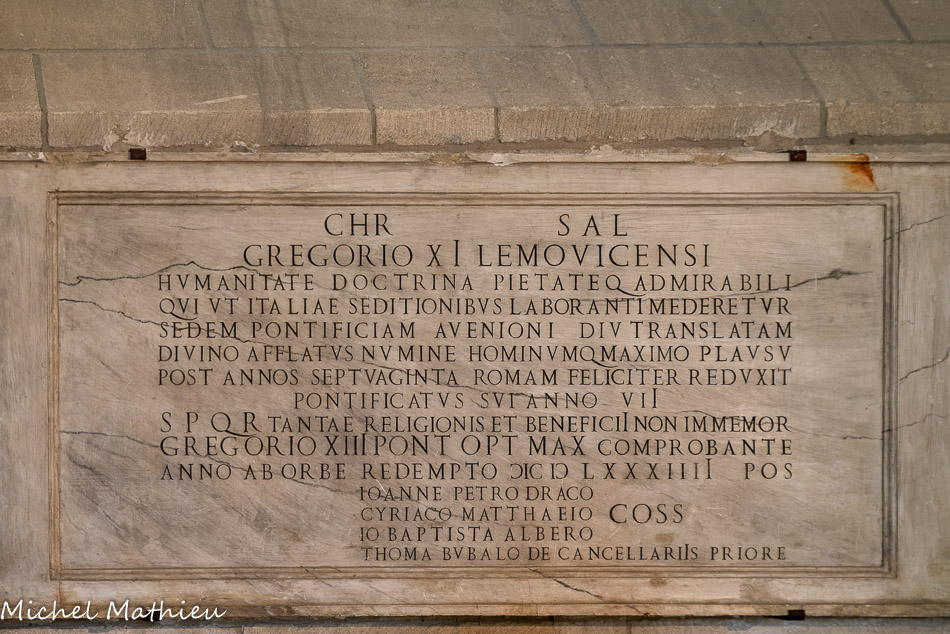 CHR SAL
GREGORIO XI LEMOVICENSI
HVMANITATE DOCTRINA PIETATEQ ADMIRABILI
QVI VT ITALIAE SEDITIONIBVS LABORANTI MEDERETVR
SEDEM PONTIFICIAM AVENIONI DIV TRANSLATAM
DIVINO AFFLATVS NVMINE HOMINVMQ MAXIMO PLAVSV
POST ANNOS SEPTVAGINTA ROMAM FELICITER REDVXIT
PONTIFICATVS SVI ANNO VII
S P Q R TANTAE RELIGIONIS ET BENEFICII NON IMMEMOR
GREGORIO XIIII PONT OPT MAX COMPROBANTE
ANNO AB ORBE REDEMPTO ƆICIƆ LXXXIIII POS
IOANNE PETRO DRACO
CYRIACO MATTHAEIO COSS
IO BAPTISTA ALBERO
THOMA BVBALO DE CANCELLARIIS PRIORE
Michel Mathieu